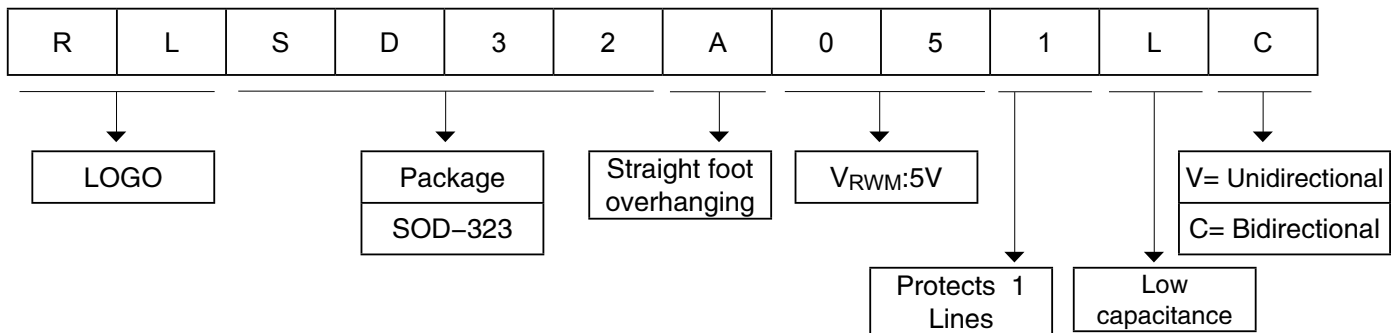 R L S D 3 2 A 0 5 1 L C
LOGO
Package
SOD-323
Straight foot
overhanging
VRWM:5V
V= Unidirectional
C= Bidirectional
Protects 1
Lines
Low
capacitance